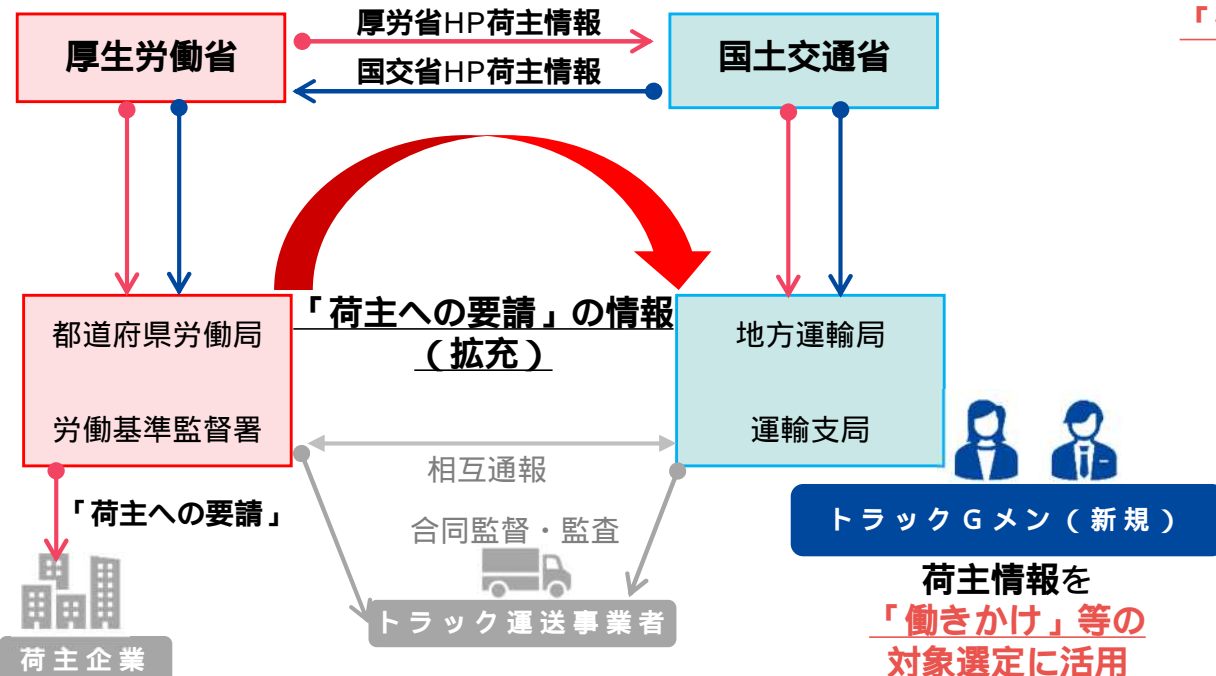 厚労省HP荷主情報
厚生労働省
国土交通省
国交省HP荷主情報
「荷主への要請」の情報
（拡充）
都道府県労働局
労働基準監督署
地方運輸局
運輸支局
相互通報
「荷主への要請」
合同監督・監査
トラックGメン（新規）
トラック運送事業者
荷主企業
荷主情報を
「働きかけ」等の
対象選定に活用